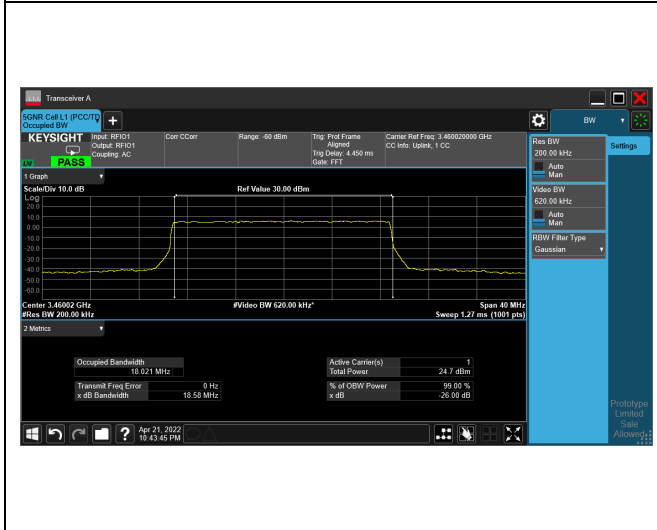 Transceiver A
5GNR Cell L1 (PCC/TD
Occupied BW
+
KEYSIGHT
Input: RFIO1
Output: RFIO1
Coupling: AC
Corr CCorr
Range: -60 dBm
Trig: Prot Frame
Aligned
Trig Delay: 4.450 ms
Gate: FFT
Carrier Ref Freq: 3.460020000 GHz
CC Info: Uplink, 1 CC
PASS
1 Graph
Scale/Div 10.0 dB
Ref Value 30.00 dBm
Log
20.0
10.0
0.00
-10.0
-20.0
-30.0
-40.0
-50.0
-60.0
Center 3.46002 GHz
#Video BW 620.00 kHz*
Span 40 MHz
#Res BW 200.00 kHz
Sweep 1.27 ms (1001 pts)
2 Metrics
Occupied Bandwidth
18.021 MHz
Active Carrier(s) 1
Total Power 24.7 dBm
Transmit Freq Error 0 Hz
x dB Bandwidth 18.58 MHz
% of OBW Power 99.00 %
x dB -26.00 dB
Apr 21, 2022
10:43:45 PM
?
BW
Settings
Res BW
200.00 kHz
Auto
Man
Video BW
620.00 kHz
Auto
Man
RBW Filter Type
Gaussian
Prototype
Limited
Sale
Allowed